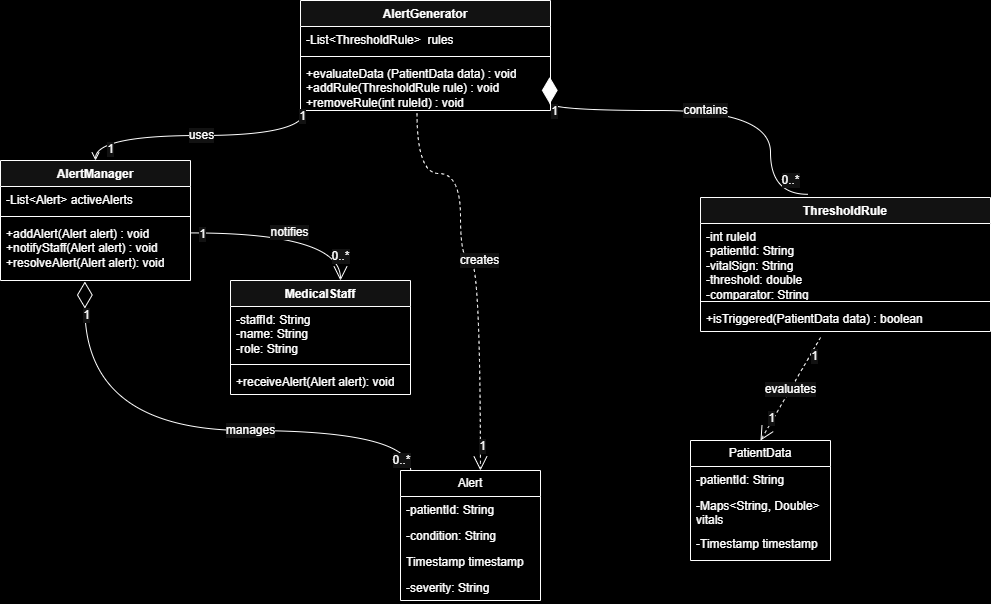 AlertGenerator
-List<ThresholdRule>  rules
+evaluateData (PatientData data) : void
+addRule(ThresholdRule rule) : void
+removeRule(int ruleId) : void
1
1
contains
uses
1
0..*
AlertManager
-List<Alert> activeAlerts
+addAlert(Alert alert) : void
+notifyStaff(Alert alert) : void
+resolveAlert(Alert alert): void
1
notifies
0..*
creates
ThresholdRule
-int ruleId
-patientId: String
-vitalSign: String
-threshold: double
-comparator: String
+isTriggered(PatientData data) : boolean
MedicalStaff
-staffId: String
-name: String
-role: String
+receiveAlert(Alert alert): void
1
1
evaluates
1
manages
0..*
1
Alert
-patientId: String
-condition: String
Timestamp timestamp
-severity: String
PatientData
-patientId: String
-Maps<String, Double>
vitals
-Timestamp timestamp